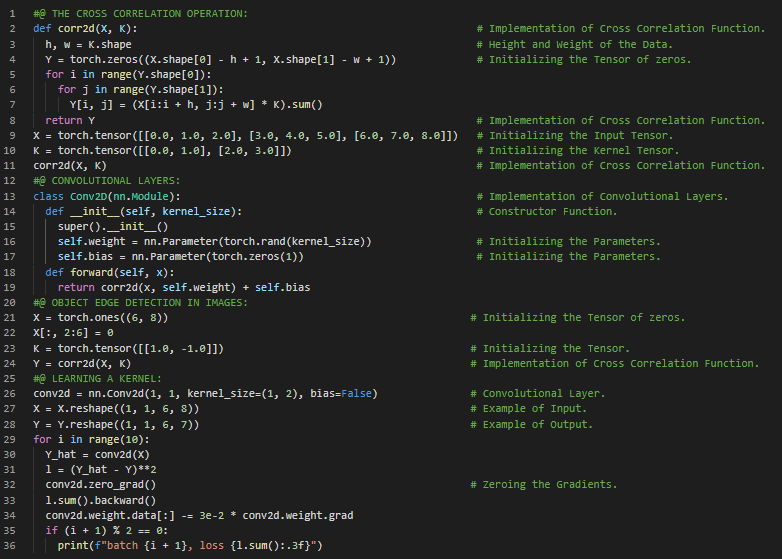 1 #@ THE CROSS CORRELATION OPERATION:
2 def corr2d(X, K): # Implementation of Cross Correlation Function.
3 h, w = K.shape # Height and Weight of the Data.
4 Y = torch.zeros((X.shape[0] - h + 1, X.shape[1] - w + 1)) # Initializing the Tensor of zeros.
5 for i in range(Y.shape[0]):
6 for j in range(Y.shape[1]):
7 Y[i, j] = (X[i:i + h, j:j + w] * K).sum()
8 return Y # Implementation of Cross Correlation Function.
9 X = torch.tensor([[0.0, 1.0, 2.0], [3.0, 4.0, 5.0], [6.0, 7.0, 8.0]]) # Initializing the Input Tensor.
10 K = torch.tensor([[0.0, 1.0], [2.0, 3.0]]) # Initializing the Kernel Tensor.
11 corr2d(X, K) # Implementation of Cross Correlation Function.
12 #@ CONVOLUTIONAL LAYERS:
13 class Conv2D(nn.Module): # Implementation of Convolutional Layers.
14 def __init__(self, kernel_size): # Constructor Function.
15 super().__init__()
16 self.weight = nn.Parameter(torch.rand(kernel_size)) # Initializing the Parameters.
17 self.bias = nn.Parameter(torch.zeros(1)) # Initializing the Parameters.
18 def forward(self, x):
19 return corr2d(x, self.weight) + self.bias
20 #@ OBJECT EDGE DETECTION IN IMAGES:
21 X = torch.ones((6, 8)) # Initializing the Tensor of zeros.
22 X[:, 2:6] = 0
23 K = torch.tensor([[1.0, -1.0]]) # Initializing the Tensor.
24 Y = corr2d(X, K) # Implementation of Cross Correlation Function.
25 #@ LEARNING A KERNEL:
26 conv2d = nn.Conv2d(1, 1, kernel_size=(1, 2), bias=False) # Convolutional Layer.
27 X = X.reshape((1, 1, 6, 8)) # Example of Input.
28 Y = Y.reshape((1, 1, 6, 7)) # Example of Output.
29 for i in range(10):
30 Y_hat = conv2d(X)
31 l = (Y_hat - Y)**2
32 conv2d.zero_grad() # Zeroing the Gradients.
33 l.sum().backward()
34 conv2d.weight.data[:] -= 3e-2 * conv2d.weight.grad
35 if (i + 1) % 2 == 0:
36 print(f"batch {i + 1}, loss {l.sum():.3f}")